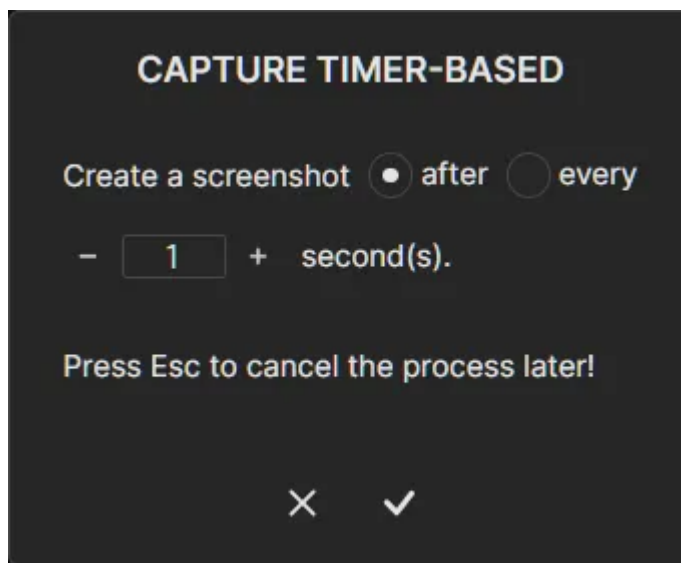 CAPTURE TIMER-BASED
Create a screenshot after every
- 1 + second(s).
Press Esc to cancel the process later!